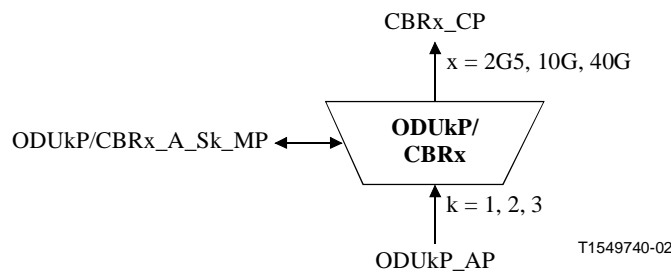 CBRx_CP
x = 2G5, 10G, 40G
ODUkP/CBRx_A_Sk_MP
ODUkP/
CBRx
k = 1, 2, 3
ODUkP_AP
T1549740-02